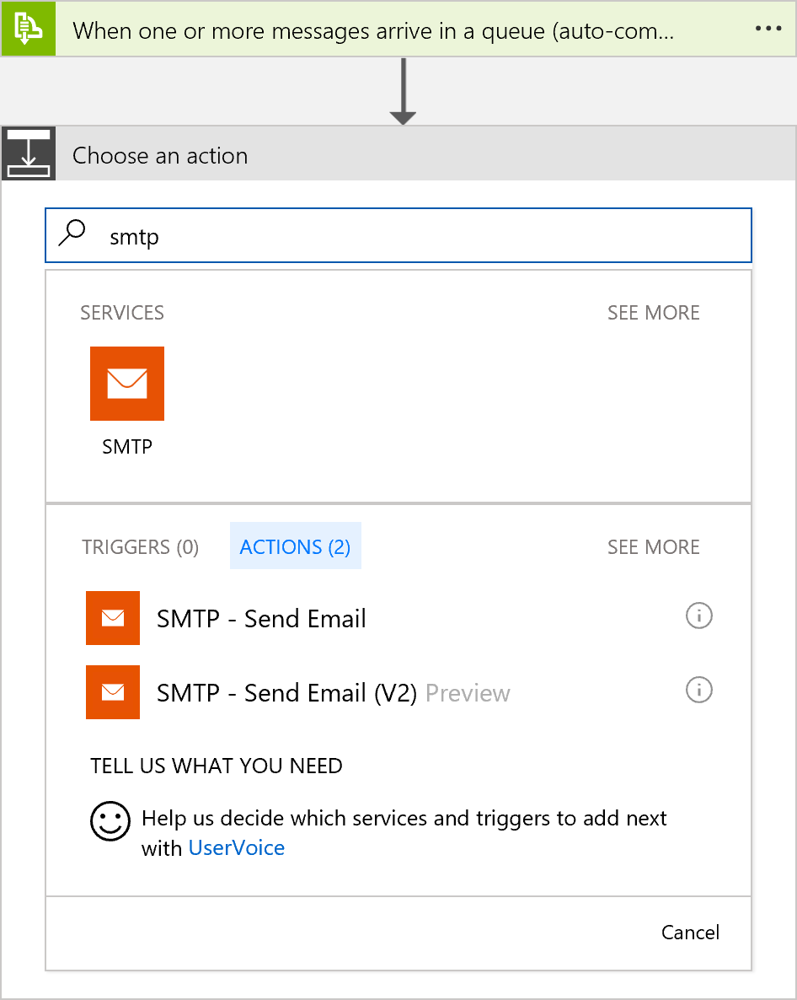 When one or more messages arrive in a queue (auto-com...
Choose an action
smtp
SERVICES SEE MORE
SMTP
TRIGGERS (0) ACTIONS (2) SEE MORE
SMTP - Send Email
SMTP - Send Email (V2) Preview
TELL US WHAT YOU NEED
Help us decide which services and triggers to add next
with UserVoice
Cancel